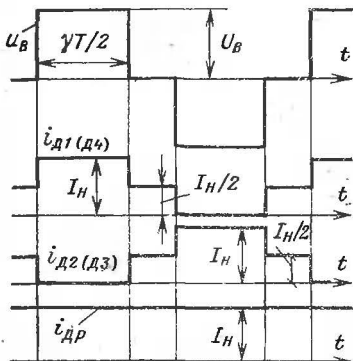 u_в γT/2 U_в t
i_Д1(Д4) I_н I_н/2 t
i_Д2(Д3) I_н I_н/2 t
i_ДР I_н t